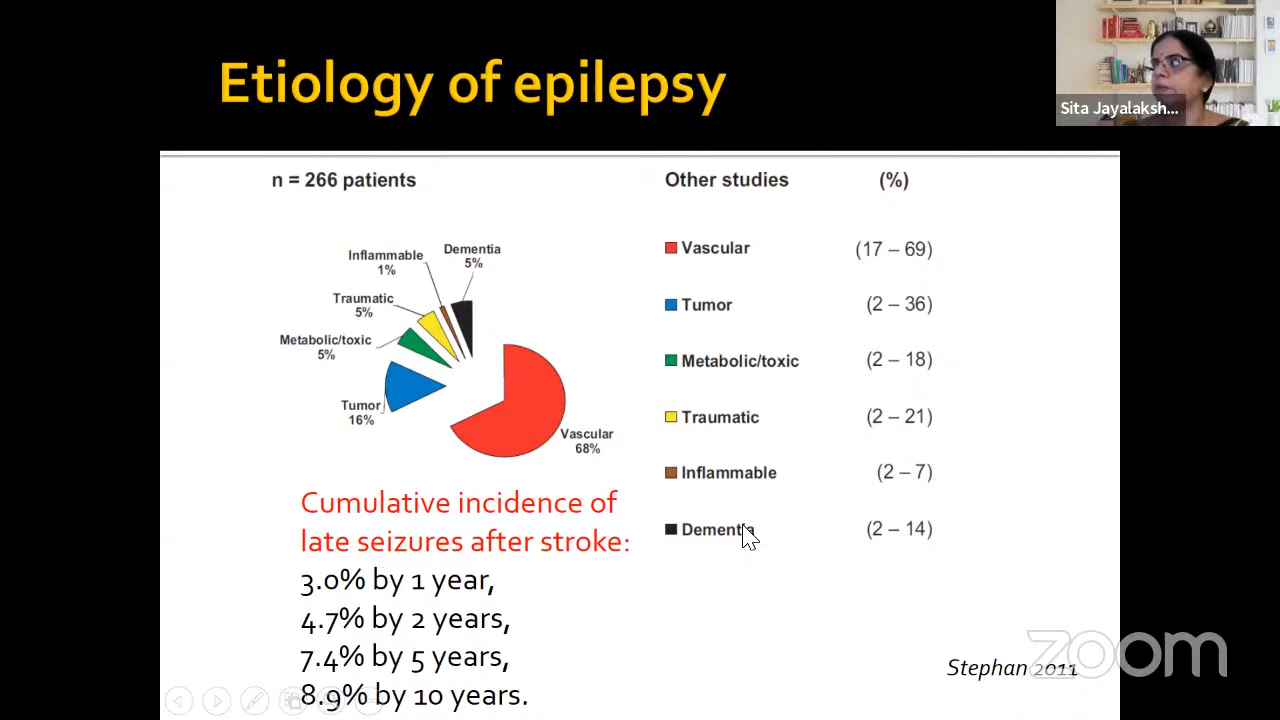 Etiology of epilepsy
Sita Jayalaksh...
n = 266 patients
Other studies (%)
Inflammable
1%
Dementia
5%
Traumatic
5%
Metabolic/toxic
5%
Tumor
16%
Vascular
68%
Vascular (17 – 69)
Tumor (2 – 36)
Metabolic/toxic (2 – 18)
Traumatic (2 – 21)
Inflammable (2 – 7)
Dementia (2 – 14)
Cumulative incidence of
late seizures after stroke:
3.0% by 1 year,
4.7% by 2 years,
7.4% by 5 years,
8.9% by 10 years.
Stephan 2011
zoom